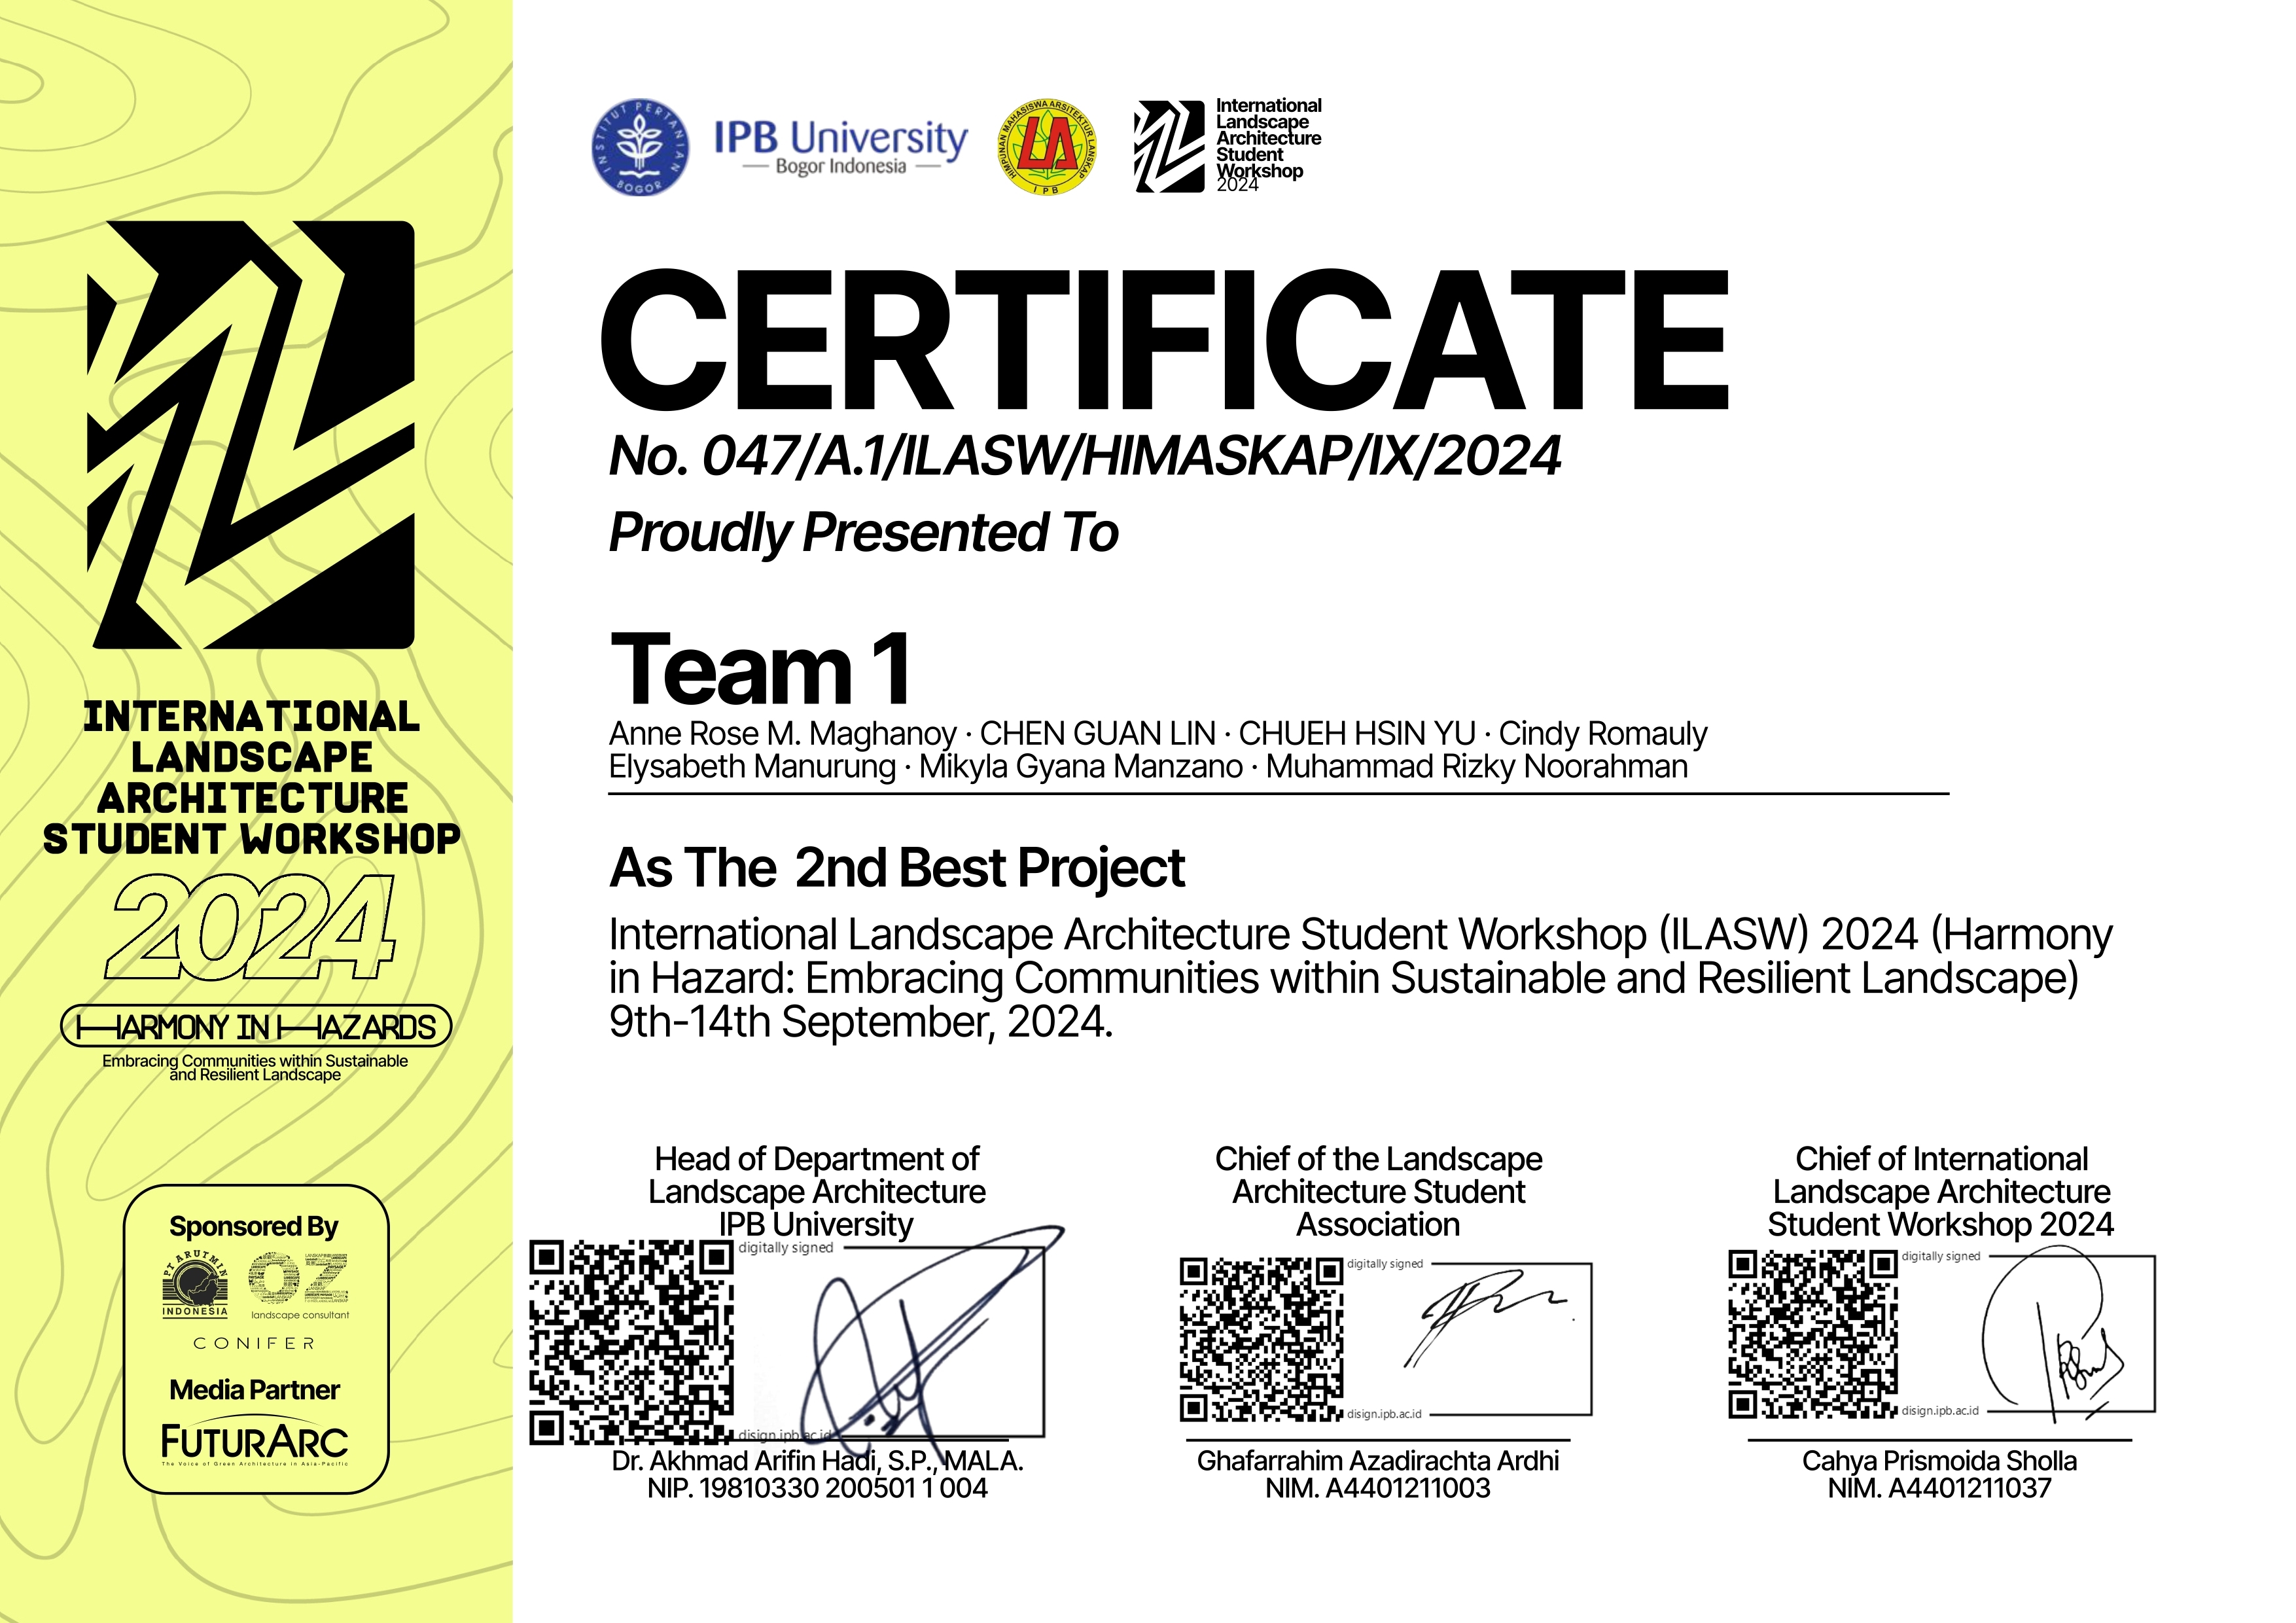 INSTITUT PERTANIAN
BOGOR
IPB University
Bogor Indonesia
HIMPUNAN MAHASISWA ARSITEKTUR LANSKAP
IPB
LA
International
Landscape
Architecture
Student
Workshop
2024
CERTIFICATE
No. 047/A.1/ILASW/HIMASKAP/IX/2024
Proudly Presented To
Team 1
Anne Rose M. Maghanoy · CHEN GUAN LIN · CHUEH HSIN YU · Cindy Romauly
Elysabeth Manurung · Mikyla Gyana Manzano · Muhammad Rizky Noorahman
As The 2nd Best Project
International Landscape Architecture Student Workshop (ILASW) 2024 (Harmony
in Hazard: Embracing Communities within Sustainable and Resilient Landscape)
9th-14th September, 2024.
Head of Department of
Landscape Architecture
IPB University
digitally signed
disign.ipb.ac.id
Dr. Akhmad Arifin Hadi, S.P., MALA.
NIP. 19810330 200501 1 004
Chief of the Landscape
Architecture Student
Association
digitally signed
disign.ipb.ac.id
Ghafarrahim Azadirachta Ardhi
NIM. A4401211003
Chief of International
Landscape Architecture
Student Workshop 2024
digitally signed
disign.ipb.ac.id
Cahya Prismoida Sholla
NIM. A4401211037
INTERNATIONAL
LANDSCAPE
ARCHITECTURE
STUDENT WORKSHOP
2024
HARMONY IN HAZARDS
Embracing Communities within Sustainable
and Resilient Landscape
Sponsored By
PT ARUTMIN
INDONESIA
OZ
landscape consultant
CONIFER
Media Partner
FUTURARC
The Voice of Green Architecture in Asia-Pacific